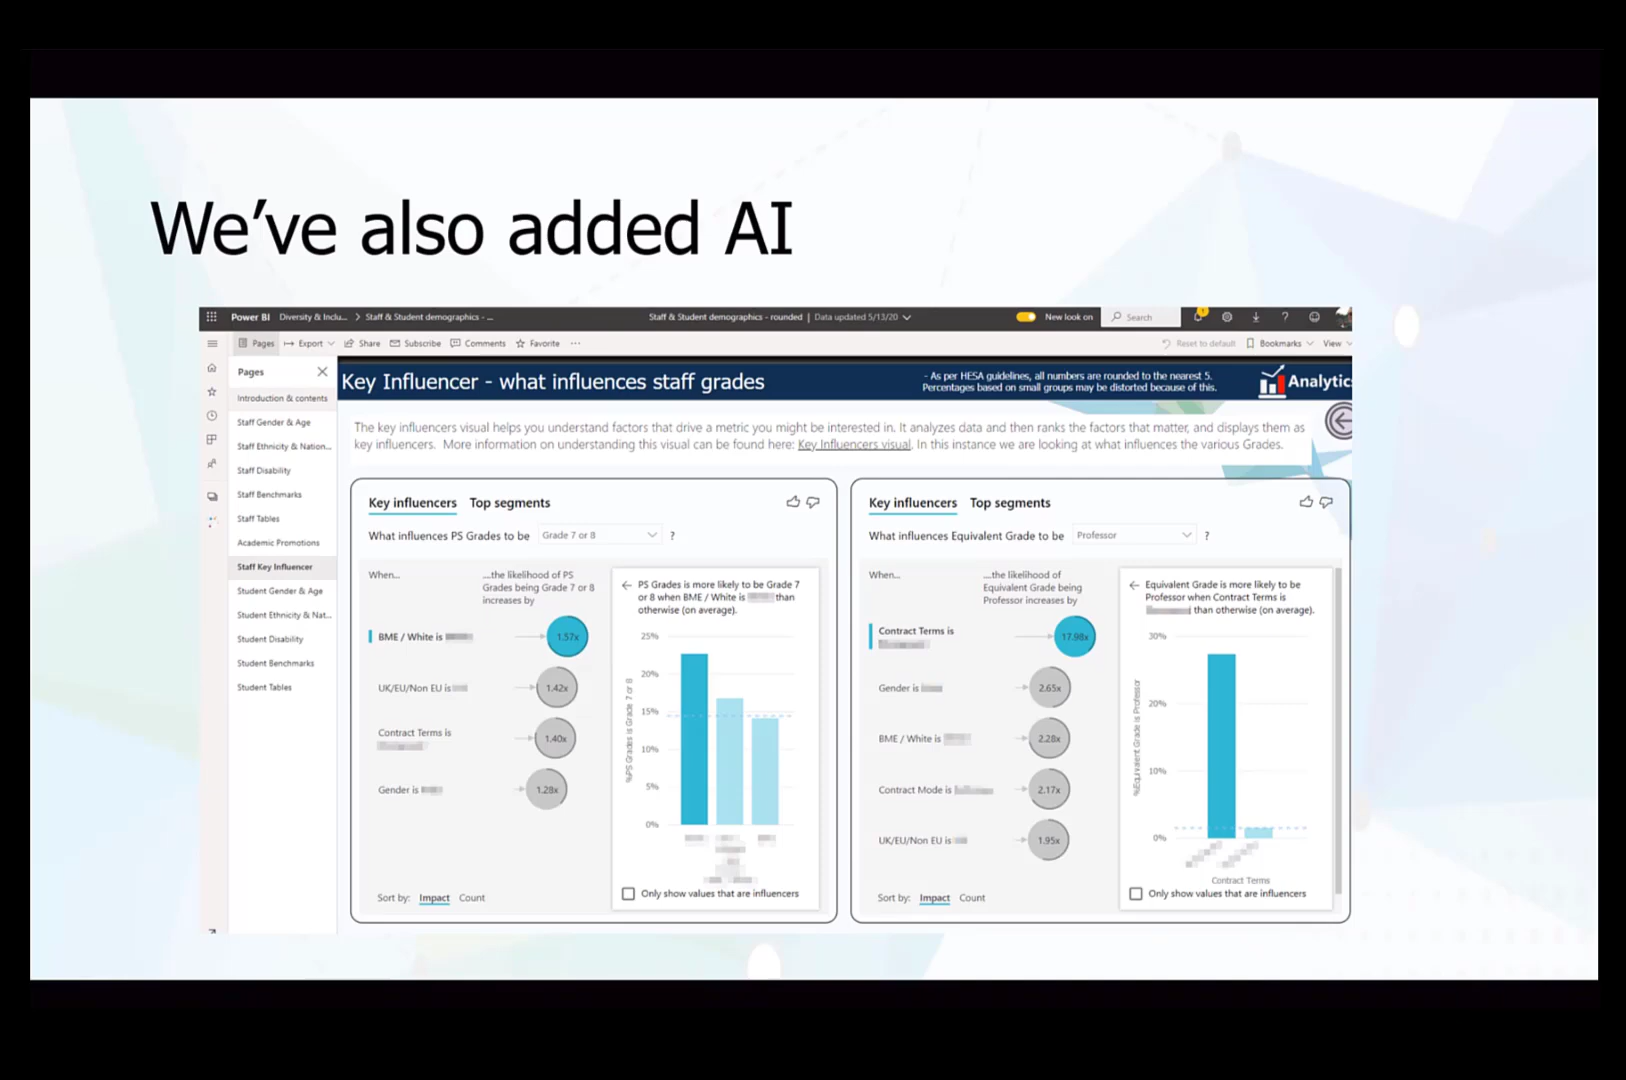 We've also added AI
Power BI Diversity & Inclu... > Staff & Student demographics - ...
Staff & Student demographics - rounded | Data updated 5/13/20
New look on
Search
Pages
Export
Share
Subscribe
Comments
Favorite
...
Reset to default
Bookmarks
View
Pages
Introduction & contents
Staff Gender & Age
Staff Ethnicity & Nation...
Staff Disability
Staff Benchmarks
Staff Tables
Academic Promotions
Staff Key Influencer
Student Gender & Age
Student Ethnicity & Nat...
Student Disability
Student Benchmarks
Student Tables
Key Influencer - what influences staff grades
- As per HESA guidelines, all numbers are rounded to the nearest 5.
Percentages based on small groups may be distorted because of this.
Analytics
The key influencers visual helps you understand factors that drive a metric you might be interested in. It analyzes data and then ranks the factors that matter, and displays them as
key influencers. More information on understanding this visual can be found here: Key Influencers visual. In this instance we are looking at what influences the various Grades.
Key influencers Top segments
What influences PS Grades to be Grade 7 or 8 ?
When...
...the likelihood of PS
Grades being Grade 7 or 8
increases by
BME / White is
1.57x
UK/EU/Non EU is
1.42x
Contract Terms is
1.40x
Gender is
1.28x
Sort by: Impact Count
PS Grades is more likely to be Grade 7
or 8 when BME / White is than
otherwise (on average).
%PS Grades is Grade 7 or 8
25%
20%
15%
10%
5%
0%
Only show values that are influencers
Key influencers Top segments
What influences Equivalent Grade to be Professor ?
When...
...the likelihood of
Equivalent Grade being
Professor increases by
Contract Terms is
17.98x
Gender is
2.65x
BME / White is
2.28x
Contract Mode is
2.17x
UK/EU/Non EU is
1.95x
Sort by: Impact Count
Equivalent Grade is more likely to be
Professor when Contract Terms is
than otherwise (on average).
%Equivalent Grade is Professor
30%
20%
10%
0%
Contract Terms
Only show values that are influencers